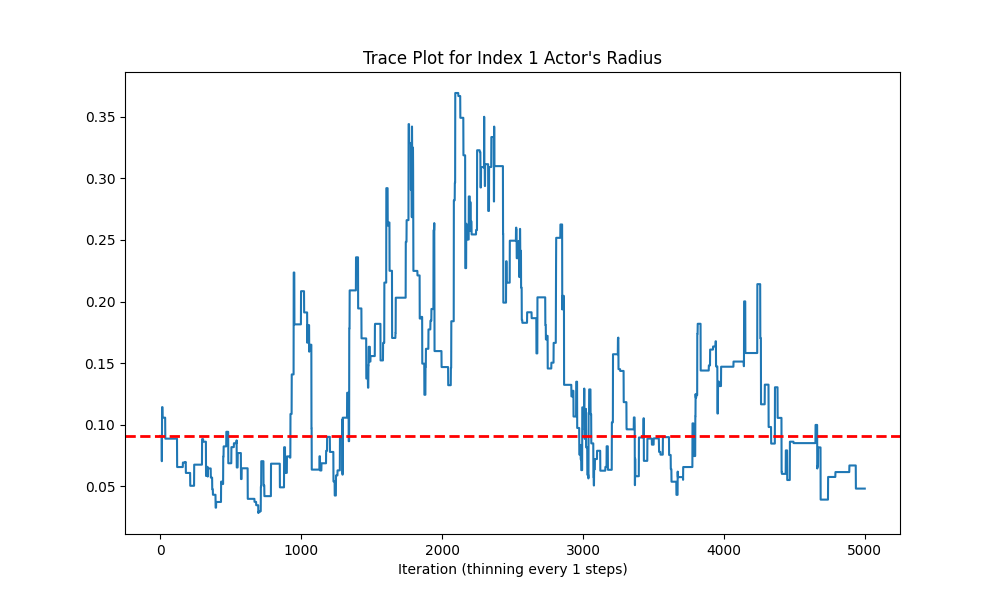 Trace Plot for Index 1 Actor's Radius
0.35
0.30
0.25
0.20
0.15
0.10
0.05
0 1000 2000 3000 4000 5000
Iteration (thinning every 1 steps)